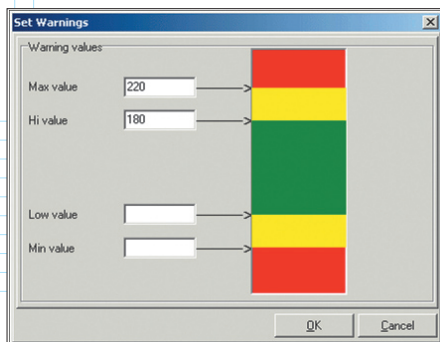 Set Warnings
Warning values
Max value 220
Hi value 180
Low value
Min value
OK Cancel